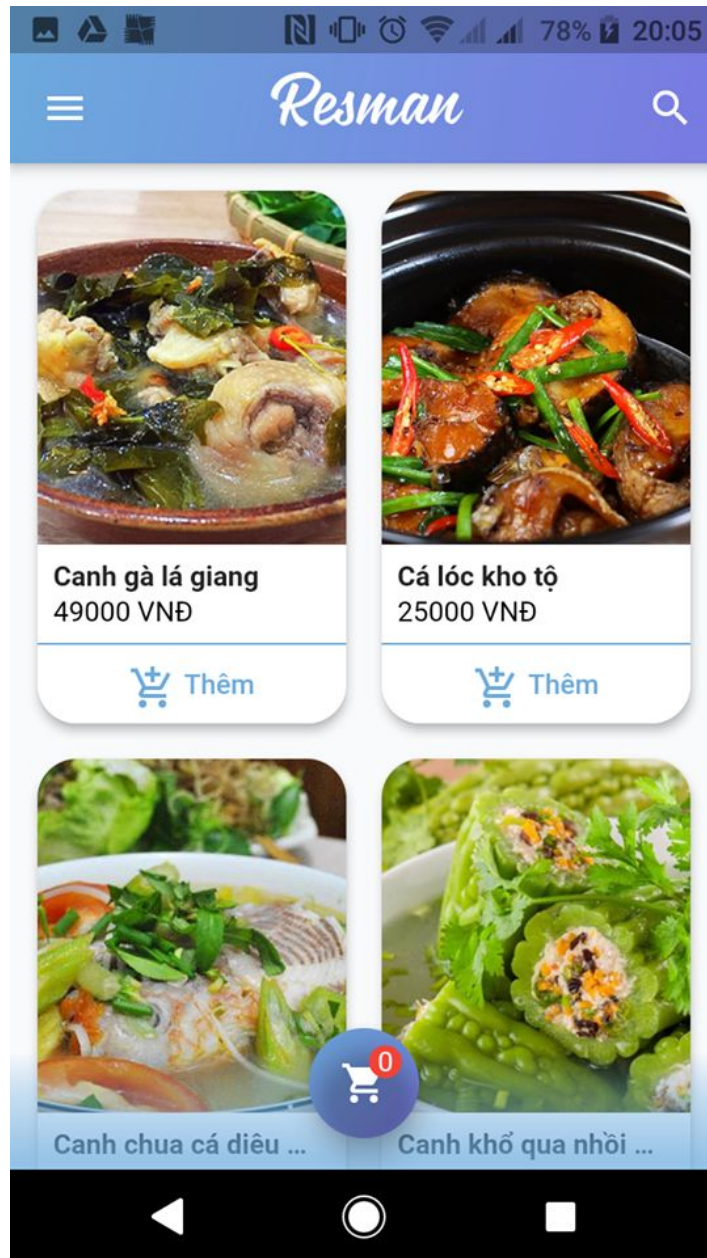 78% 20:05
Resman
Canh gà lá giang
49000 VNĐ
Thêm
Cá lóc kho tộ
25000 VNĐ
Thêm
0
Canh chua cá diêu ...
Canh khổ qua nhồi ...